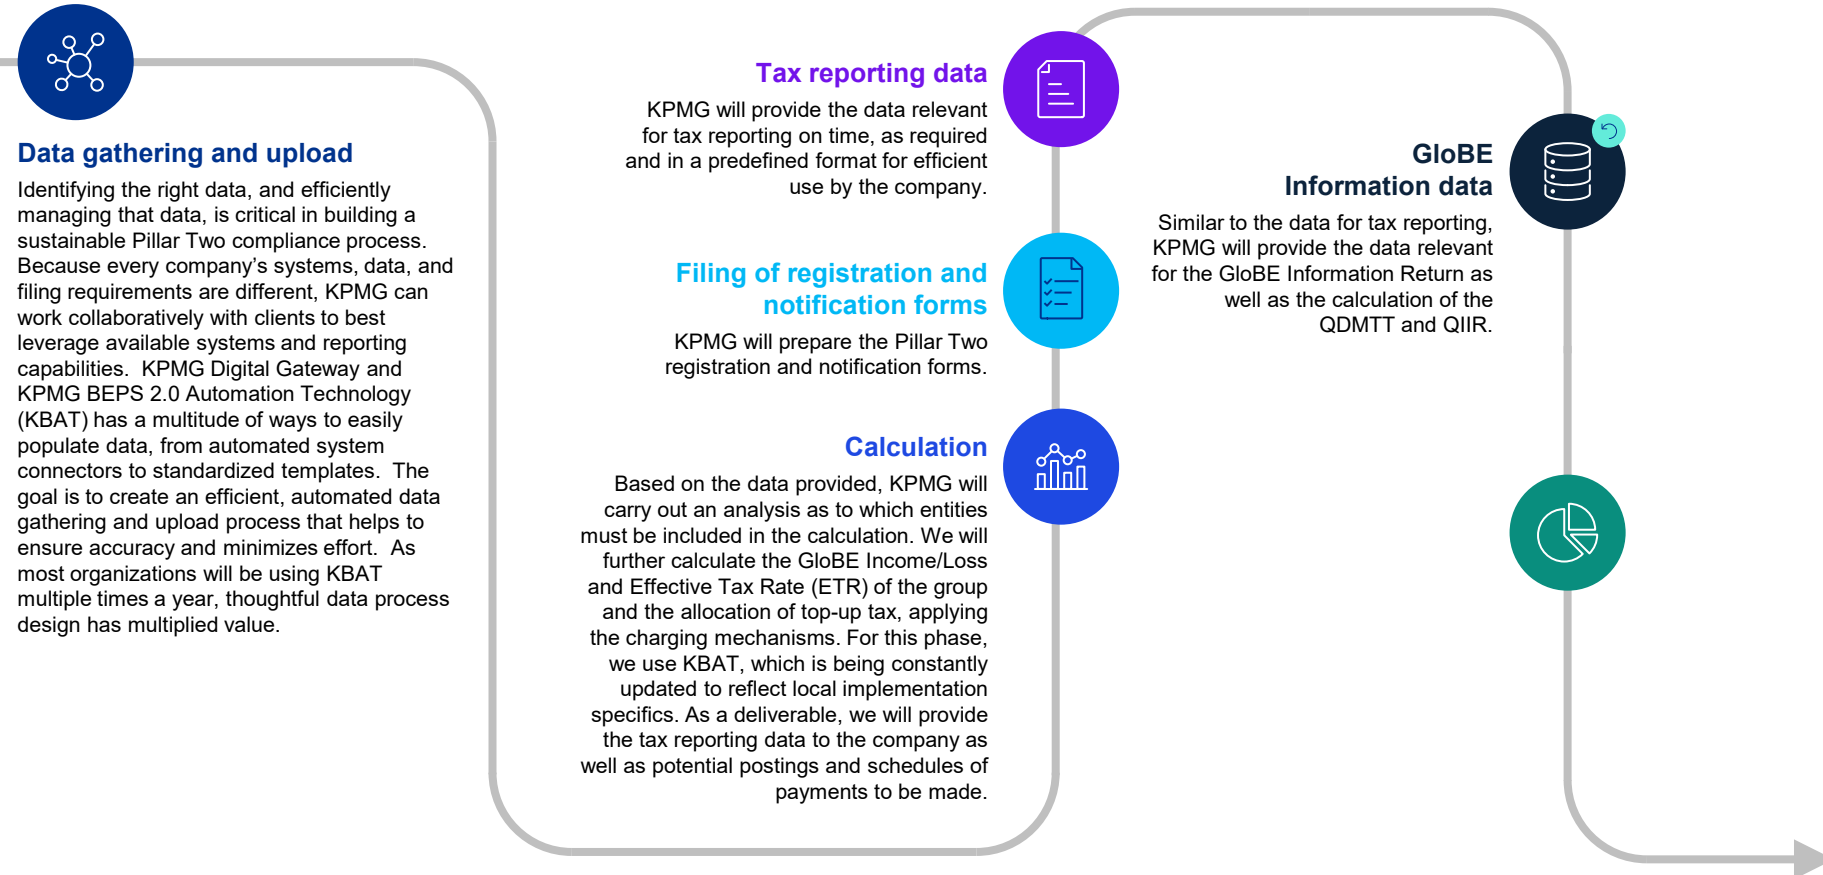 Data gathering and upload
Identifying the right data, and efficiently
managing that data, is critical in building a
sustainable Pillar Two compliance process.
Because every company’s systems, data, and
filing requirements are different, KPMG can
work collaboratively with clients to best
leverage available systems and reporting
capabilities.  KPMG Digital Gateway and
KPMG BEPS 2.0 Automation Technology
(KBAT) has a multitude of ways to easily
populate data, from automated system
connectors to standardized templates.  The
goal is to create an efficient, automated data
gathering and upload process that helps to
ensure accuracy and minimizes effort.  As
most organizations will be using KBAT
multiple times a year, thoughtful data process
design has multiplied value.
Tax reporting data
KPMG will provide the data relevant
for tax reporting on time, as required
and in a predefined format for efficient
use by the company.
Filing of registration and
notification forms
KPMG will prepare the Pillar Two
registration and notification forms.
Calculation
Based on the data provided, KPMG will
carry out an analysis as to which entities
must be included in the calculation. We will
further calculate the GloBE Income/Loss
and Effective Tax Rate (ETR) of the group
and the allocation of top-up tax, applying
the charging mechanisms. For this phase,
we use KBAT, which is being constantly
updated to reflect local implementation
specifics. As a deliverable, we will provide
the tax reporting data to the company as
well as potential postings and schedules of
payments to be made.
GloBE
Information data
Similar to the data for tax reporting,
KPMG will provide the data relevant
for the GloBE Information Return as
well as the calculation of the
QDMTT and QIIR.